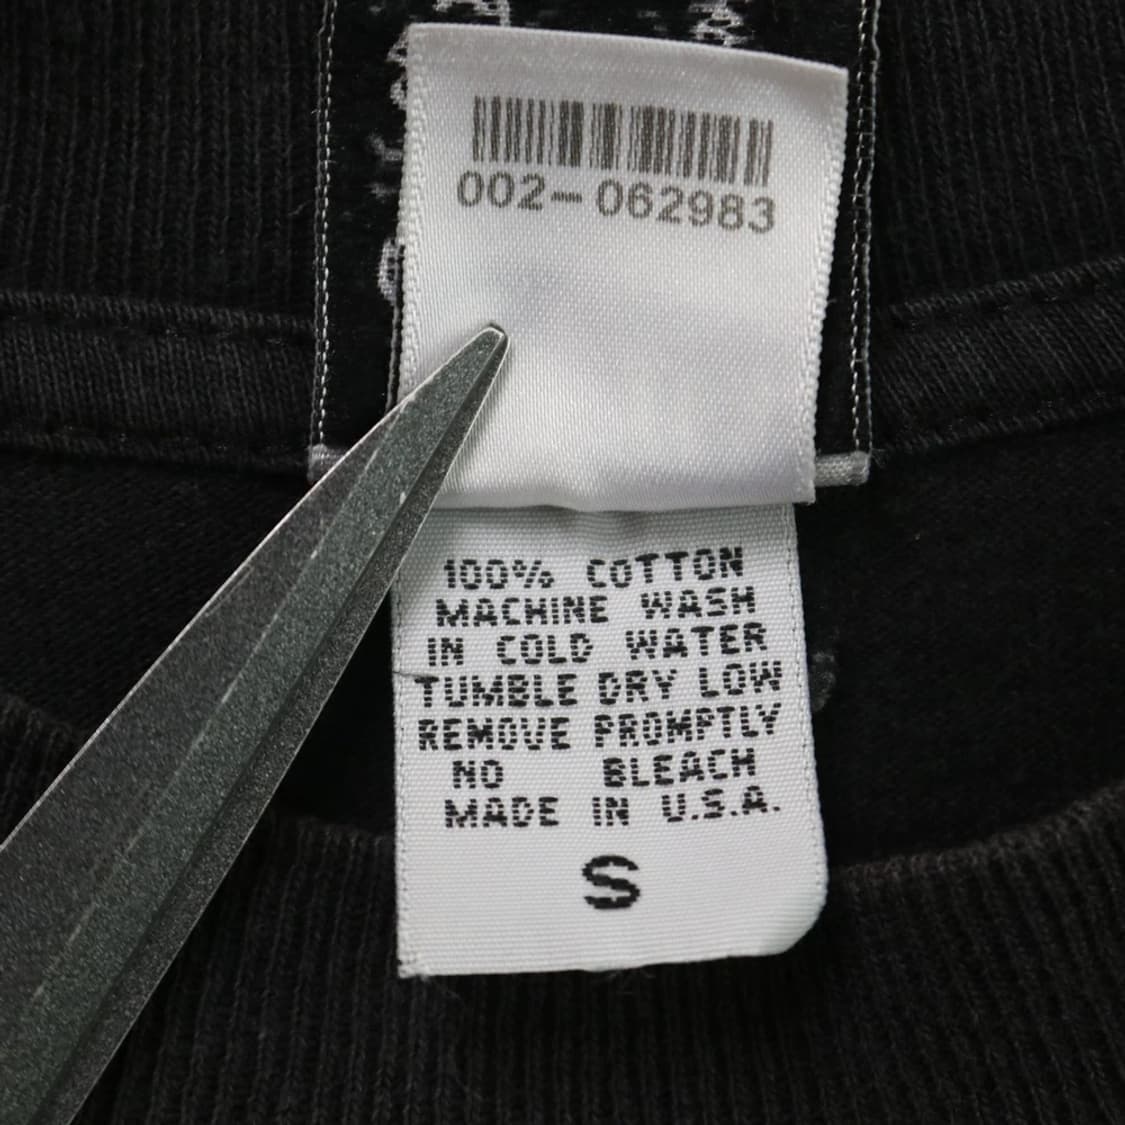 002-062983
100% COTTON
MACHINE WASH
IN COLD WATER
TUMBLE DRY LOW
REMOVE PROMPTLY
NO BLEACH
MADE IN U.S.A.
S